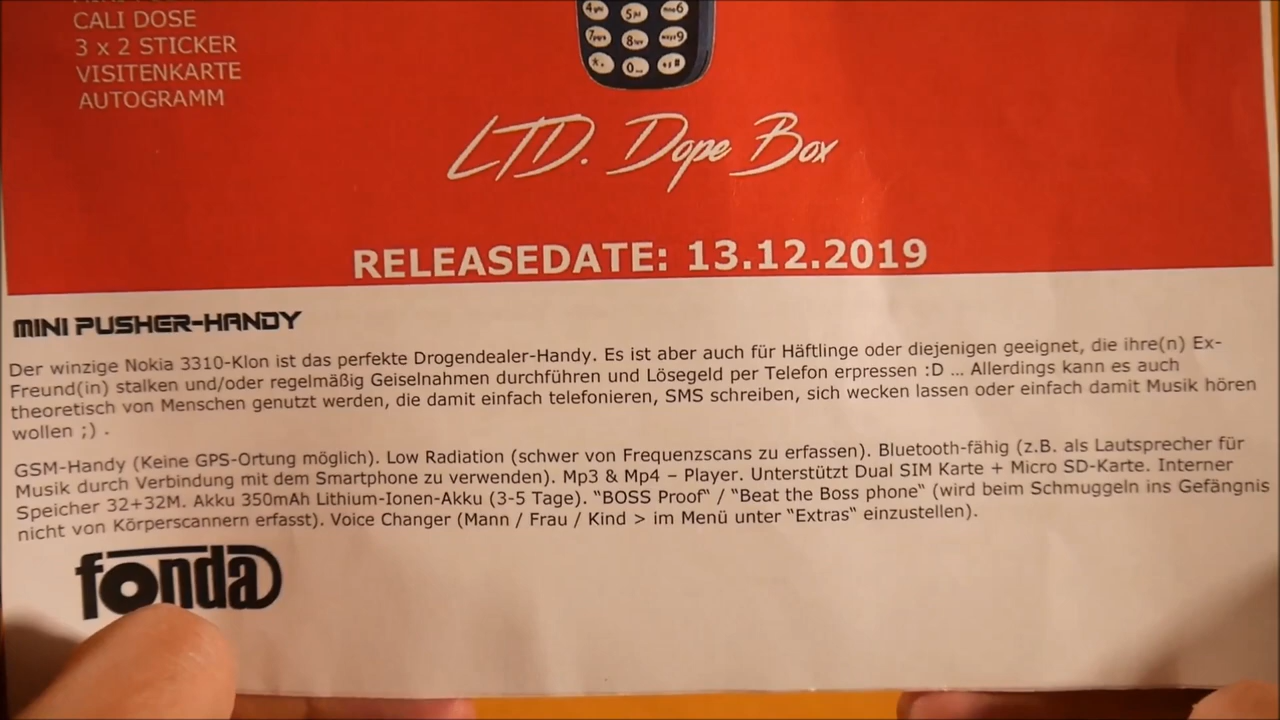 CALI DOSE
3 x 2 STICKER
VISITENKARTE
AUTOGRAMM
LTD. Dope Box
RELEASEDATE: 13.12.2019
MINI PUSHER-HANDY
Der winzige Nokia 3310-Klon ist das perfekte Drogendealer-Handy. Es ist aber auch für Häftlinge oder diejenigen geeignet, die ihre(n) Ex-
Freund(in) stalken und/oder regelmäßig Geiselnahmen durchführen und Lösegeld per Telefon erpressen :D ... Allerdings kann es auch
theoretisch von Menschen genutzt werden, die damit einfach telefonieren, SMS schreiben, sich wecken lassen oder einfach damit Musik hören
wollen ;) .
GSM-Handy (Keine GPS-Ortung möglich). Low Radiation (schwer von Frequenzscans zu erfassen). Bluetooth-fähig (z.B. als Lautsprecher für
Musik durch Verbindung mit dem Smartphone zu verwenden). Mp3 & Mp4 – Player. Unterstützt Dual SIM Karte + Micro SD-Karte. Interner
Speicher 32+32M. Akku 350mAh Lithium-Ionen-Akku (3-5 Tage). "BOSS Proof" / "Beat the Boss phone" (wird beim Schmuggeln ins Gefängnis
nicht von Körperscannern erfasst). Voice Changer (Mann / Frau / Kind > im Menü unter "Extras" einzustellen).
fonda